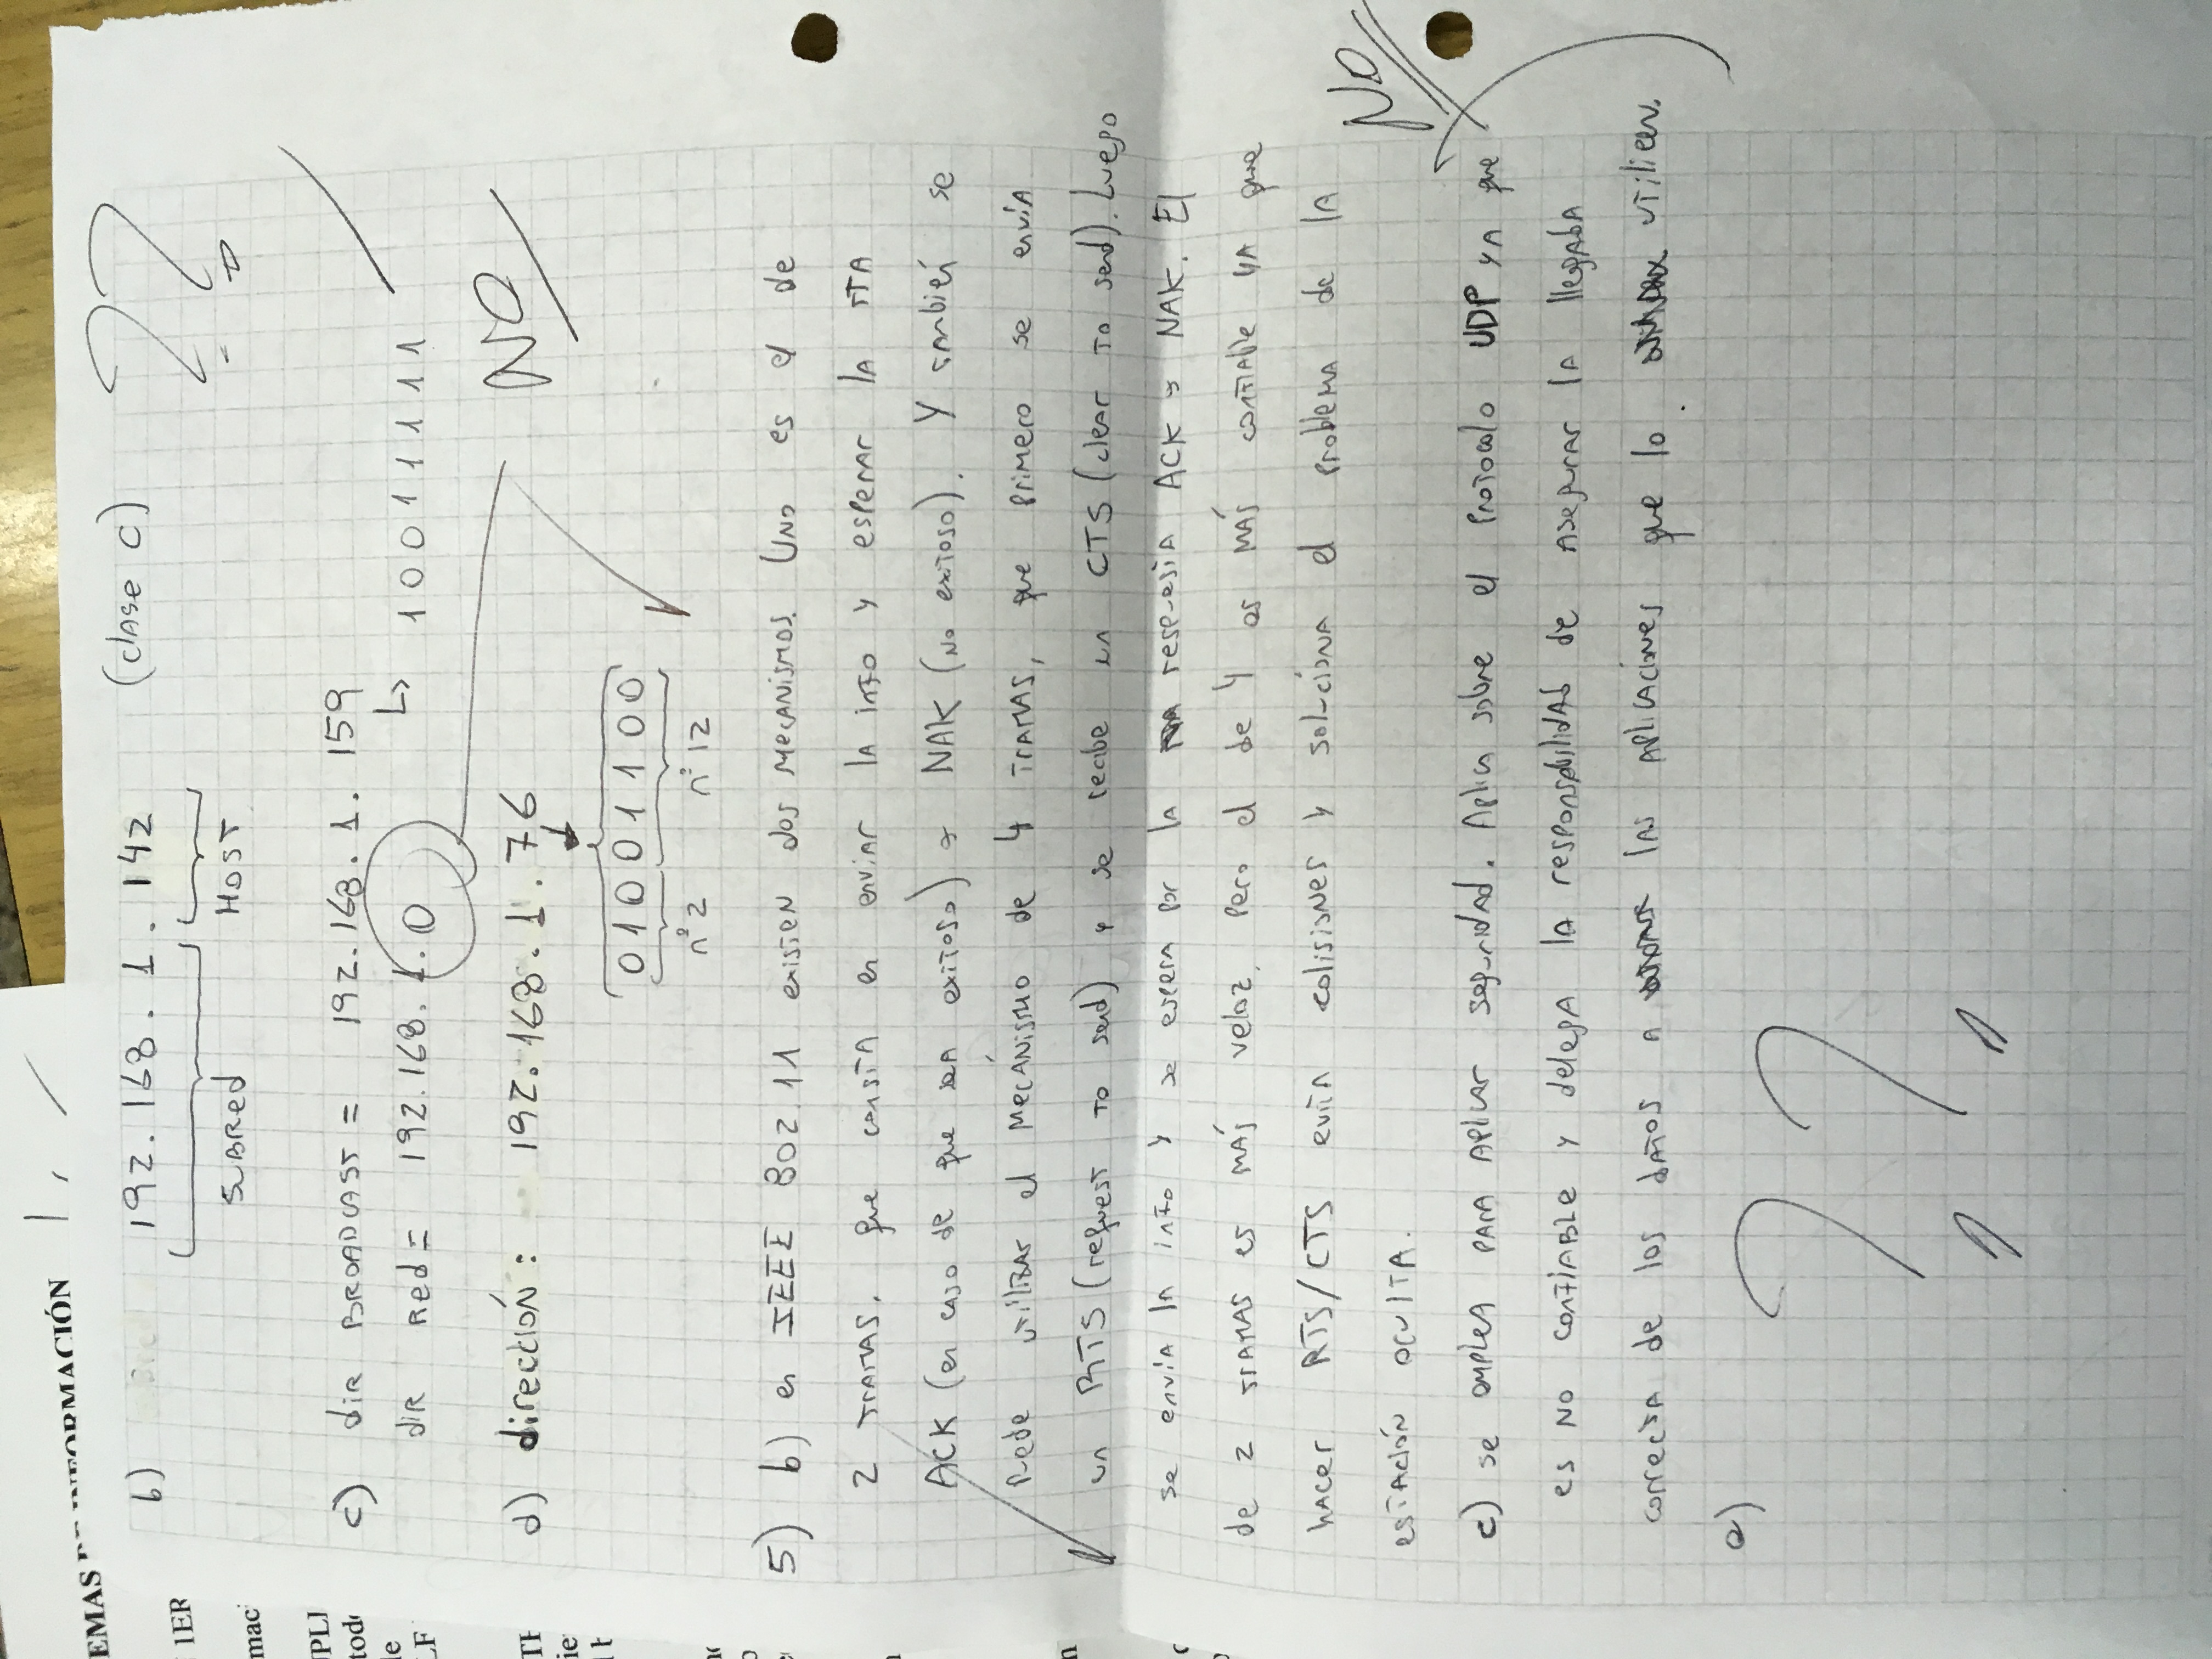 EMAS DE INFORMACIÓN
1ER
b) 192.168.1.142 (clase C)
SUBRed HOST
¿?
c) dir BROADCAST = 192.168.1.159
↳ 10011111
dir Red = 192.168.1.0
NO
d) dirección: 192.168.1.76
01001100
n°2 n°12
5) b) en IEEE 802.11 existen dos mecanismos. Uno es el de
2 tramas, que consta en enviar la info y esperar la rta
ACK (en caso de que sea exitoso) o NAK (no exitoso). Y también se
puede utilizar el mecanismo de 4 tramas, que primero se envía
un RTS (request to send) y se recibe un CTS (clear to send). Luego
se envía la info y se espera por la respuesta ACK o NAK. El
de 2 tramas es más veloz, pero el de 4 es más confiable ya que
hacer RTS/CTS evita colisiones y soluciona el problema de la
estación oculta.
NO
c) se emplea para aplicar seguridad. Aplica sobre el protocolo UDP ya que
es no confiable y delega la responsabilidad de asegurar la llegada
correcta de los datos a las aplicaciones que lo utilicen.